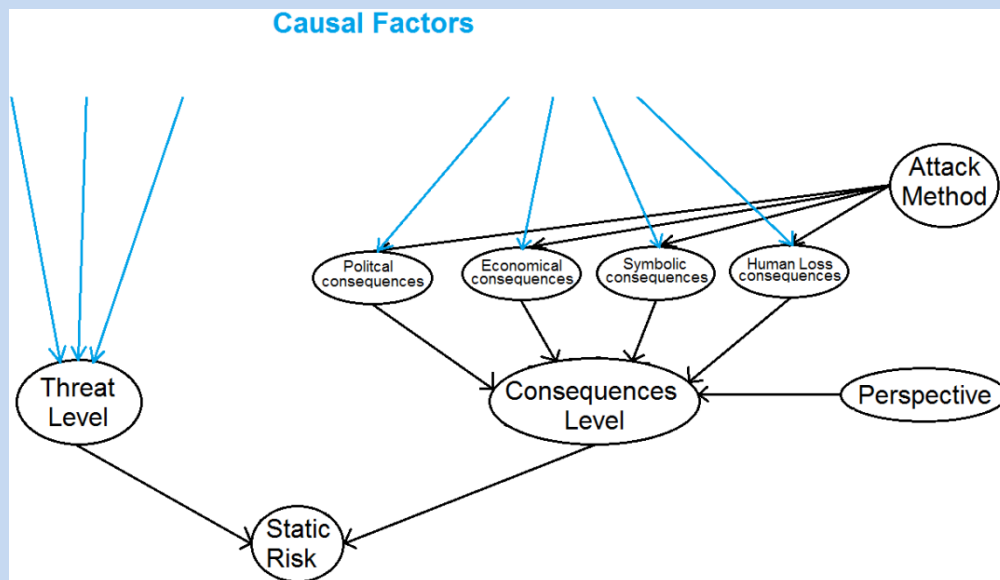 Causal Factors
Attack
Method
Politcal
consequences
Economical
consequences
Symbolic
consequences
Human Loss
consequences
Threat
Level
Consequences
Level
Perspective
Static
Risk